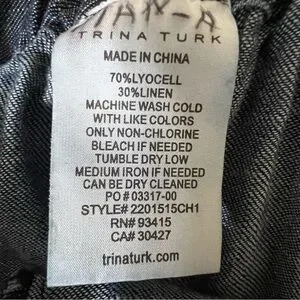 TRINA TURK
MADE IN CHINA
70%LYOCELL
30%LINEN
MACHINE WASH COLD
WITH LIKE COLORS
ONLY NON-CHLORINE
BLEACH IF NEEDED
TUMBLE DRY LOW
MEDIUM IRON IF NEEDED
CAN BE DRY CLEANED
PO # 03317-00
STYLE# 2201515CH1
RN# 93415
CA# 30427
trinaturk.com